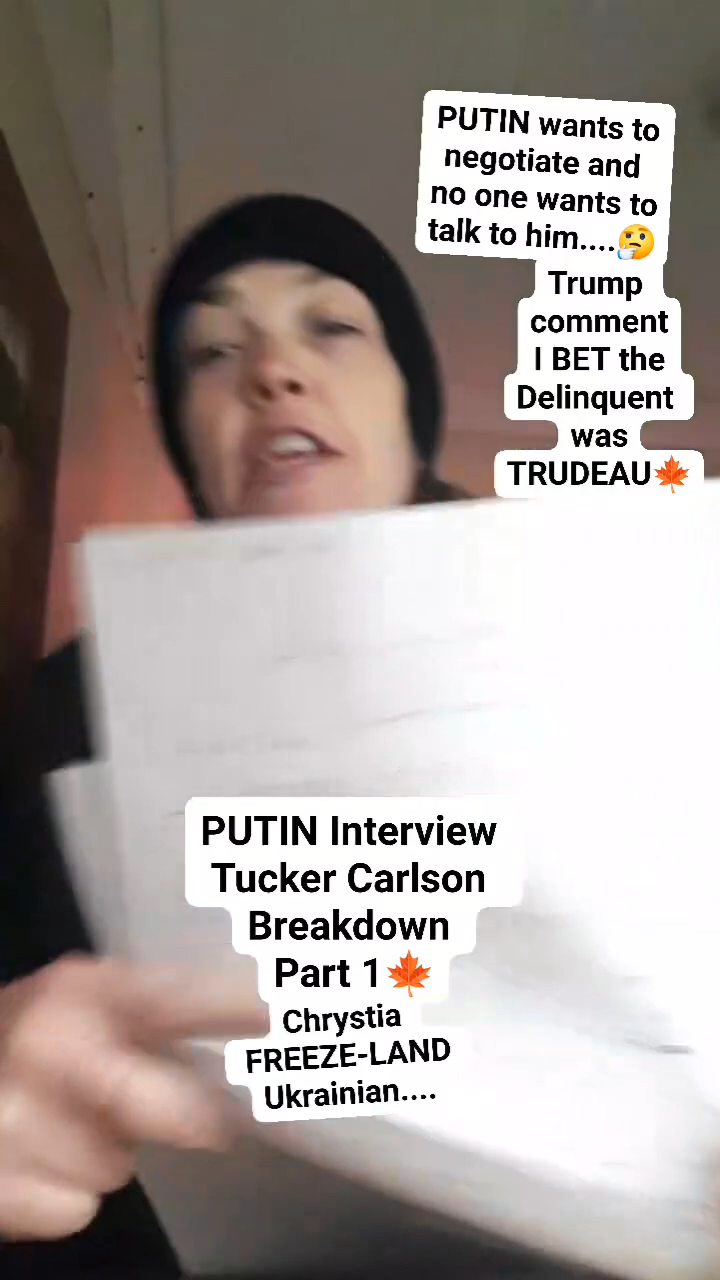 PUTIN wants to
negotiate and
no one wants to
talk to him....🤔
Trump
comment
I BET the
Delinquent
was
TRUDEAU🍁
PUTIN Interview
Tucker Carlson
Breakdown
Part 1🍁
Chrystia
FREEZE-LAND
Ukrainian....